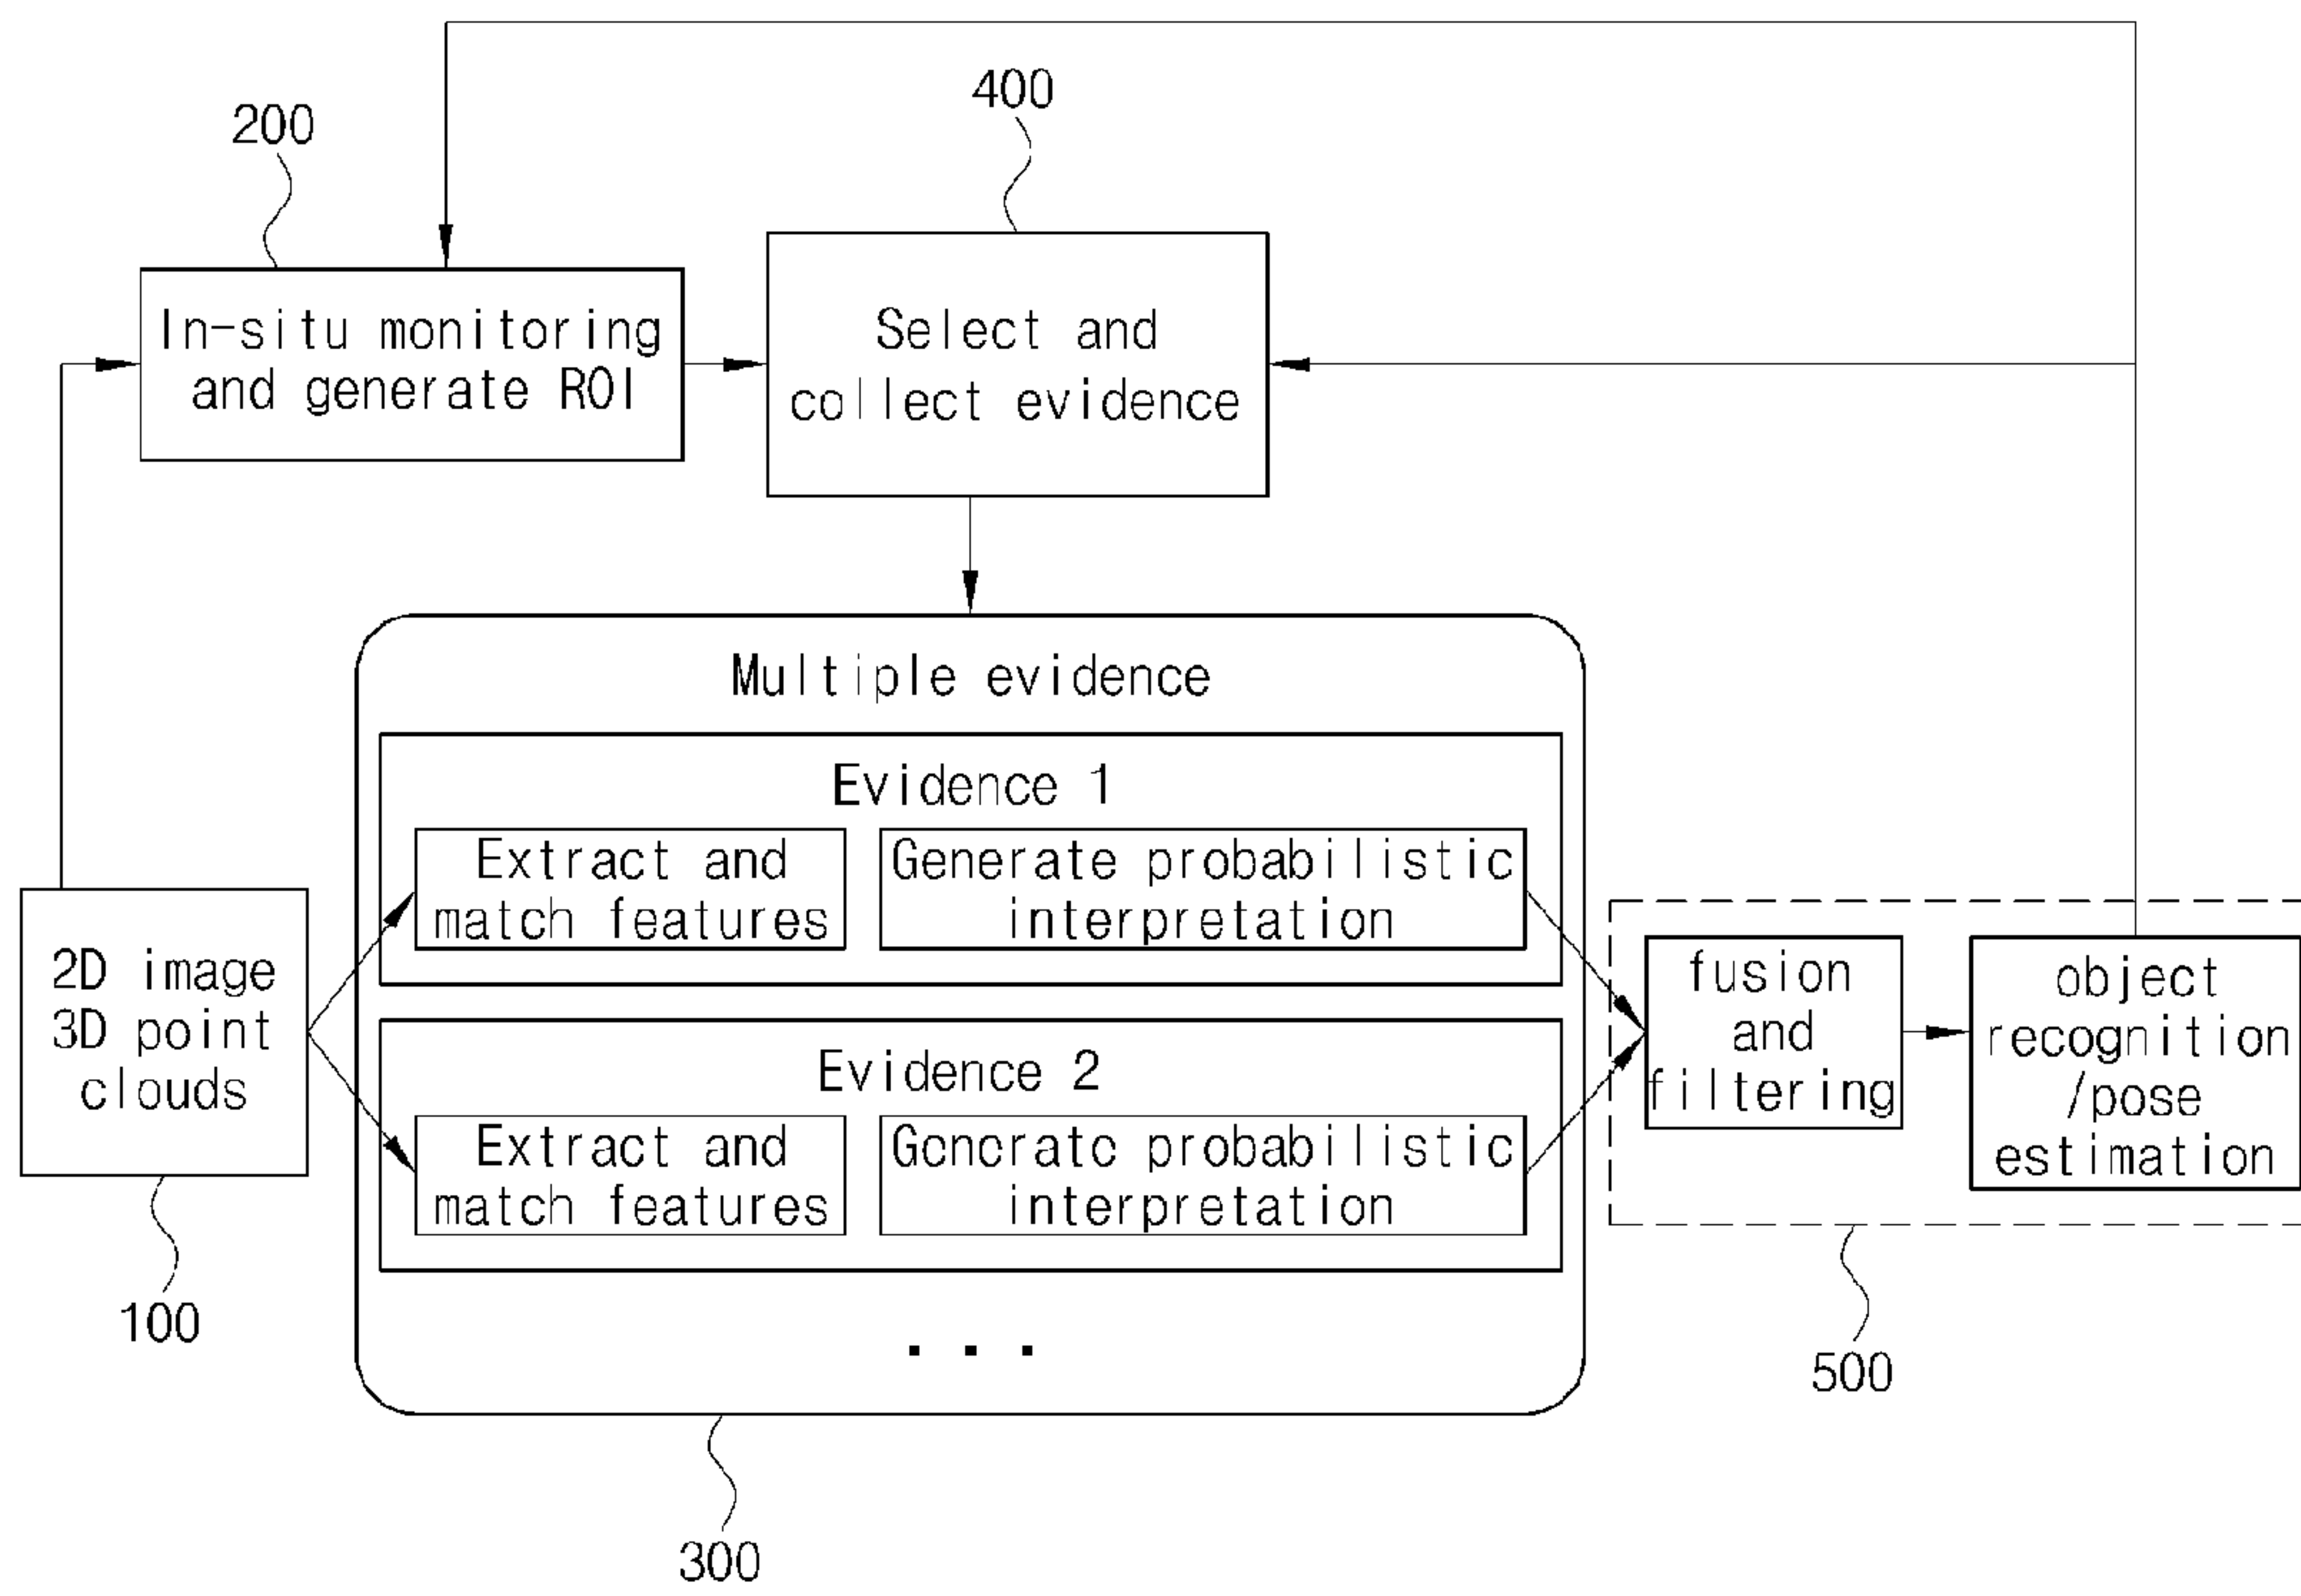 400
200
In-situ monitoring
and generate ROI
Select and
collect evidence
Multiple evidence
Evidence 1
Extract and
match features
Generate probabilistic
interpretation
2D image
3D point
clouds
100
Evidence 2
Extract and
match features
Generate probabilistic
interpretation
. . .
300
fusion
and
filtering
object
recognition
/pose
estimation
500